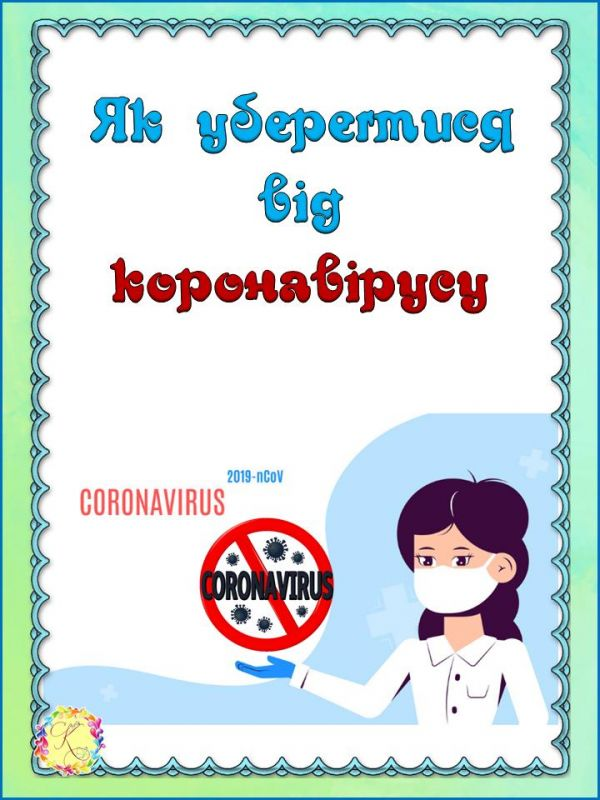 Як уберегтися
від
коронавірусу
2019-nCoV
CORONAVIRUS
CORONAVIRUS
K